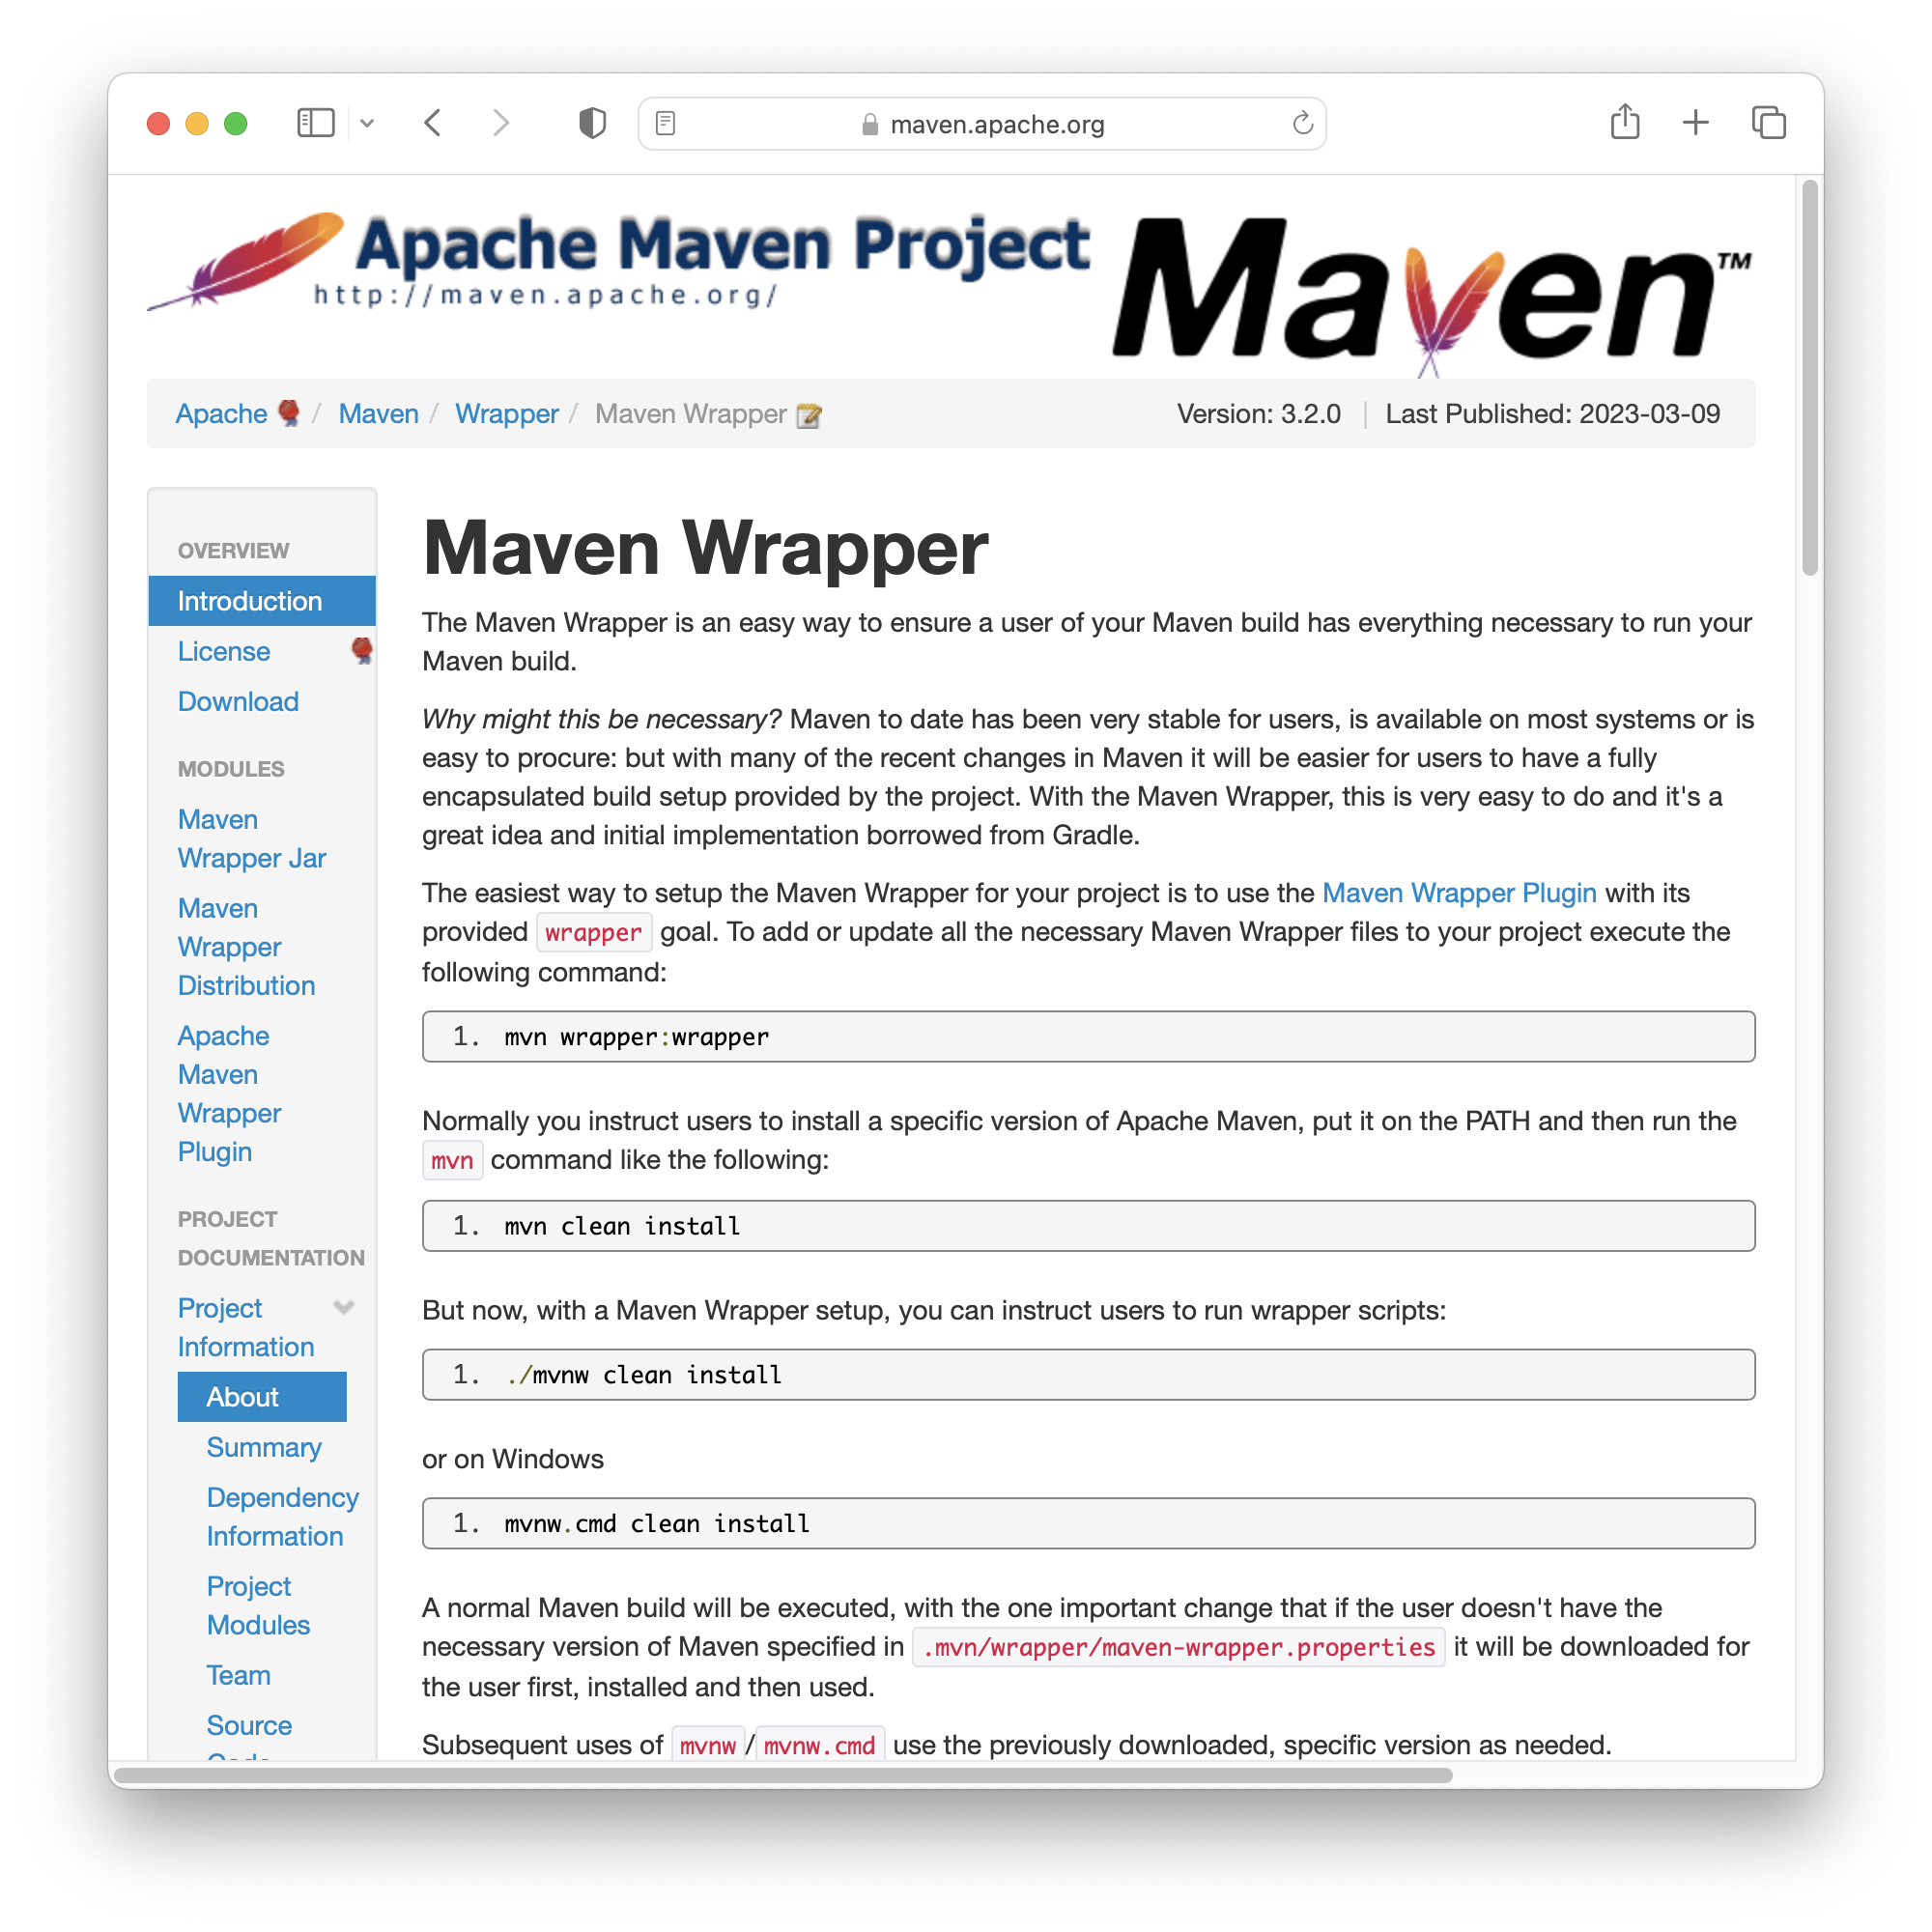 maven.apache.org
Apache Maven Project
http://maven.apache.org/
Maven™
Apache / Maven / Wrapper / Maven Wrapper
Version: 3.2.0 | Last Published: 2023-03-09
OVERVIEW
Introduction
License
Download
MODULES
Maven
Wrapper Jar
Maven
Wrapper
Distribution
Apache
Maven
Wrapper
Plugin
PROJECT
DOCUMENTATION
Project
Information
About
Summary
Dependency
Information
Project
Modules
Team
Source
Code
Maven Wrapper
The Maven Wrapper is an easy way to ensure a user of your Maven build has everything necessary to run your
Maven build.
Why might this be necessary? Maven to date has been very stable for users, is available on most systems or is
easy to procure: but with many of the recent changes in Maven it will be easier for users to have a fully
encapsulated build setup provided by the project. With the Maven Wrapper, this is very easy to do and it's a
great idea and initial implementation borrowed from Gradle.
The easiest way to setup the Maven Wrapper for your project is to use the Maven Wrapper Plugin with its
provided wrapper goal. To add or update all the necessary Maven Wrapper files to your project execute the
following command:
1. mvn wrapper:wrapper
Normally you instruct users to install a specific version of Apache Maven, put it on the PATH and then run the
mvn command like the following:
1. mvn clean install
But now, with a Maven Wrapper setup, you can instruct users to run wrapper scripts:
1. ./mvnw clean install
or on Windows
1. mvnw.cmd clean install
A normal Maven build will be executed, with the one important change that if the user doesn't have the
necessary version of Maven specified in .mvn/wrapper/maven-wrapper.properties it will be downloaded for
the user first, installed and then used.
Subsequent uses of mvnw/mvnw.cmd use the previously downloaded, specific version as needed.